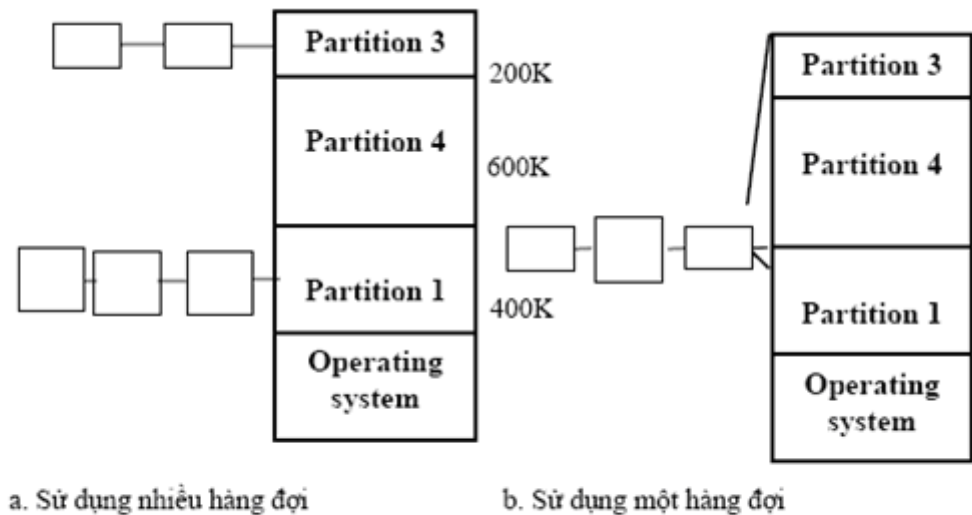 Partition 3
200K
Partition 4
600K
Partition 1
400K
Operating
system
a. Sử dụng nhiều hàng đợi
Partition 3
Partition 4
Partition 1
Operating
system
b. Sử dụng một hàng đợi